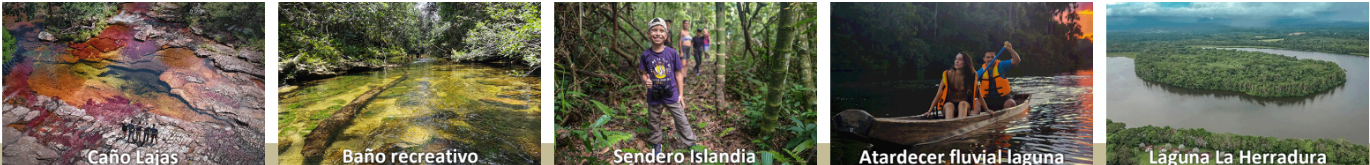 Caño Lajas
Baño recreativo
Sendero Islandia
Atardecer fluvial laguna
Laguna La Herradura